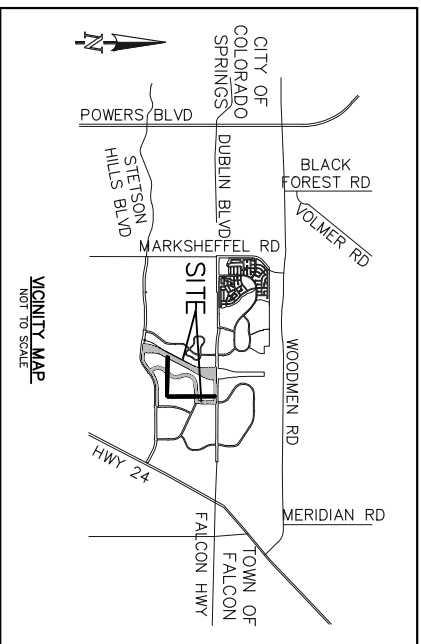 N
CITY OF
COLORADO
SPRINGS
POWERS BLVD
DUBLIN BLVD
STETSON
HILLS BLVD
BLACK
FOREST RD
VOLMER RD
MARKSHEFFEL RD
SITE
WOODMEN RD
HWY 24
MERIDIAN RD
TOWN OF
FALCON
FALCON HWY
VICINITY MAP
NOT TO SCALE